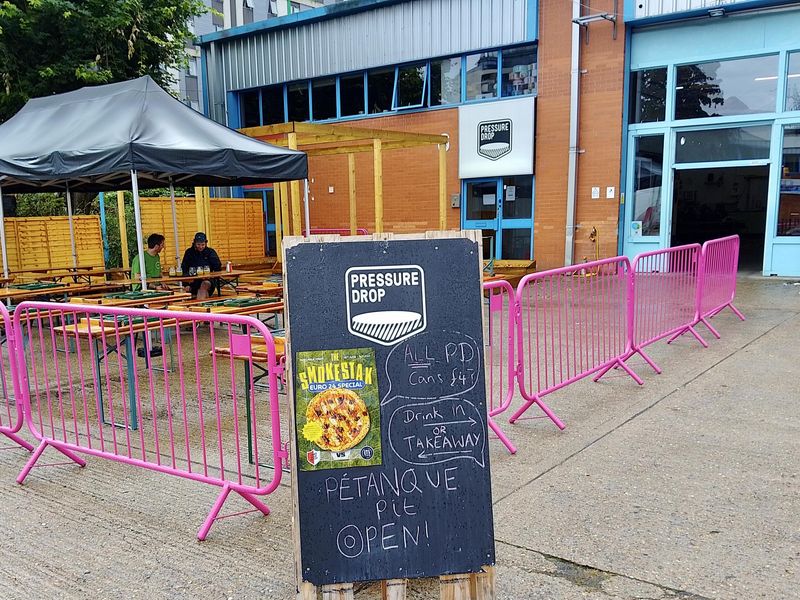 PRESSURE
DROP
PRESSURE
DROP
THE
SMOKESTAK
EURO 24 SPECIAL
VS
ALL PD
Cans £4!
DRINK IN
OR
TAKEAWAY
PÉTANQUE
PIT
OPEN!